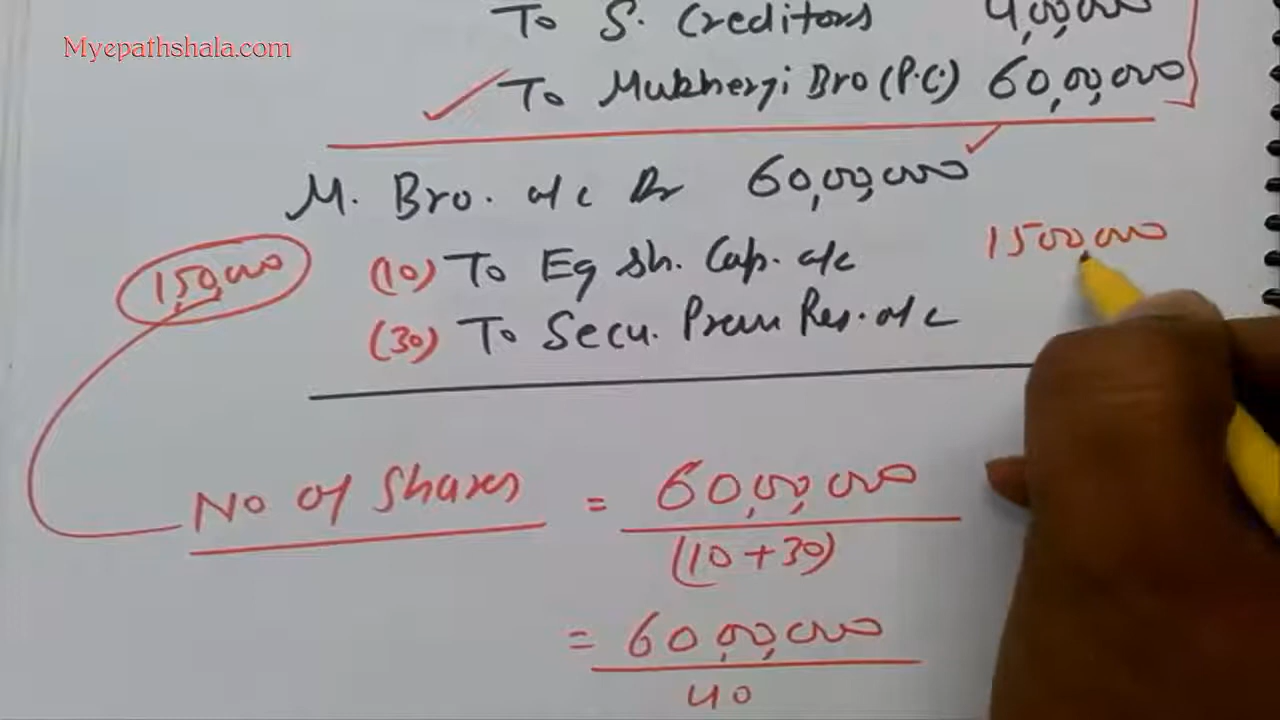 Myepathshala.com
To S. Creditors 4,00,000
To Mukherji Bro (P.C) 60,00,000
M. Bro. a/c Dr 60,00,000
(10) To Eq Sh. Cap. a/c 1500000
150,000
(30) To Secu. Prem Res. a/c
No of Shares = 60,00,000
(10+30)
= 60,00,000
40